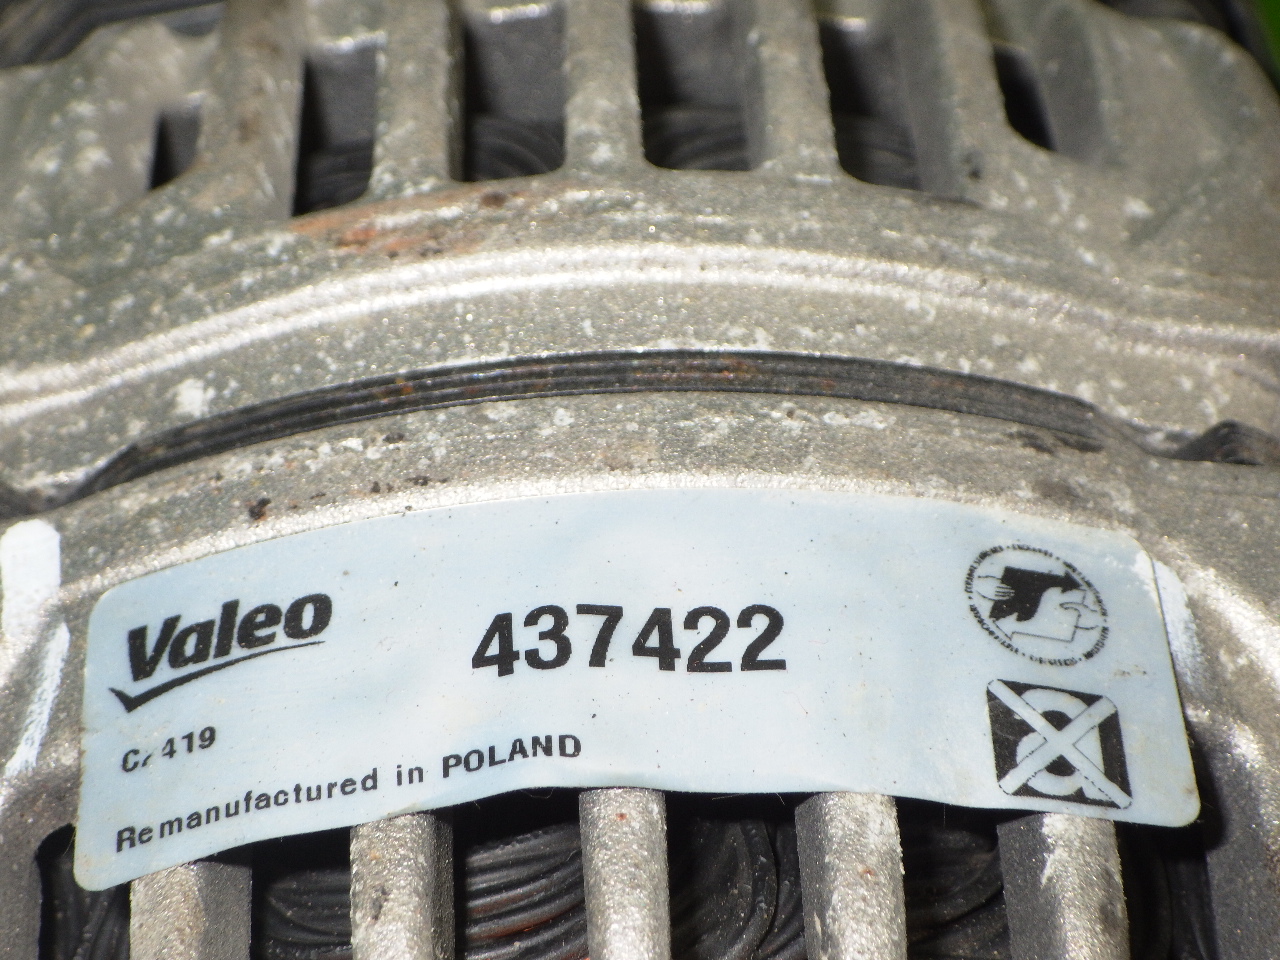 Valeo
437422
419
Remanufactured in POLAND